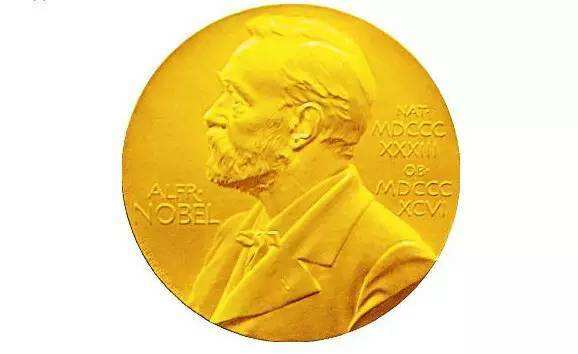 ALFR·
NOBEL
NAT·
MDCCC
XXXIII
OB·
MDCCC
XCVI